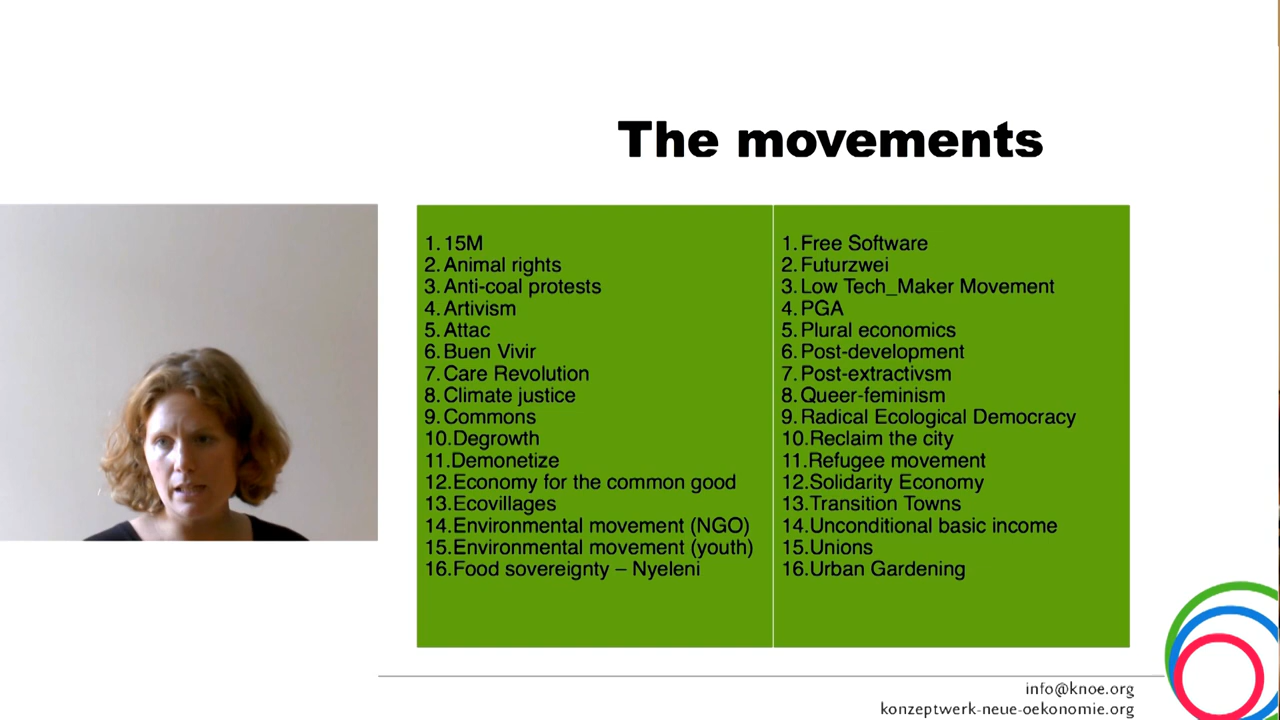 The movements
1. 15M
2. Animal rights
3. Anti-coal protests
4. Artivism
5. Attac
6. Buen Vivir
7. Care Revolution
8. Climate justice
9. Commons
10.Degrowth
11.Demonetize
12.Economy for the common good
13.Ecovillages
14.Environmental movement (NGO)
15.Environmental movement (youth)
16.Food sovereignty – Nyeleni
1. Free Software
2. Futurzwei
3. Low Tech_Maker Movement
4. PGA
5. Plural economics
6. Post-development
7. Post-extractivsm
8. Queer-feminism
9. Radical Ecological Democracy
10.Reclaim the city
11.Refugee movement
12.Solidarity Economy
13.Transition Towns
14.Unconditional basic income
15.Unions
16.Urban Gardening
info@knoe.org
konzeptwerk-neue-oekonomie.org